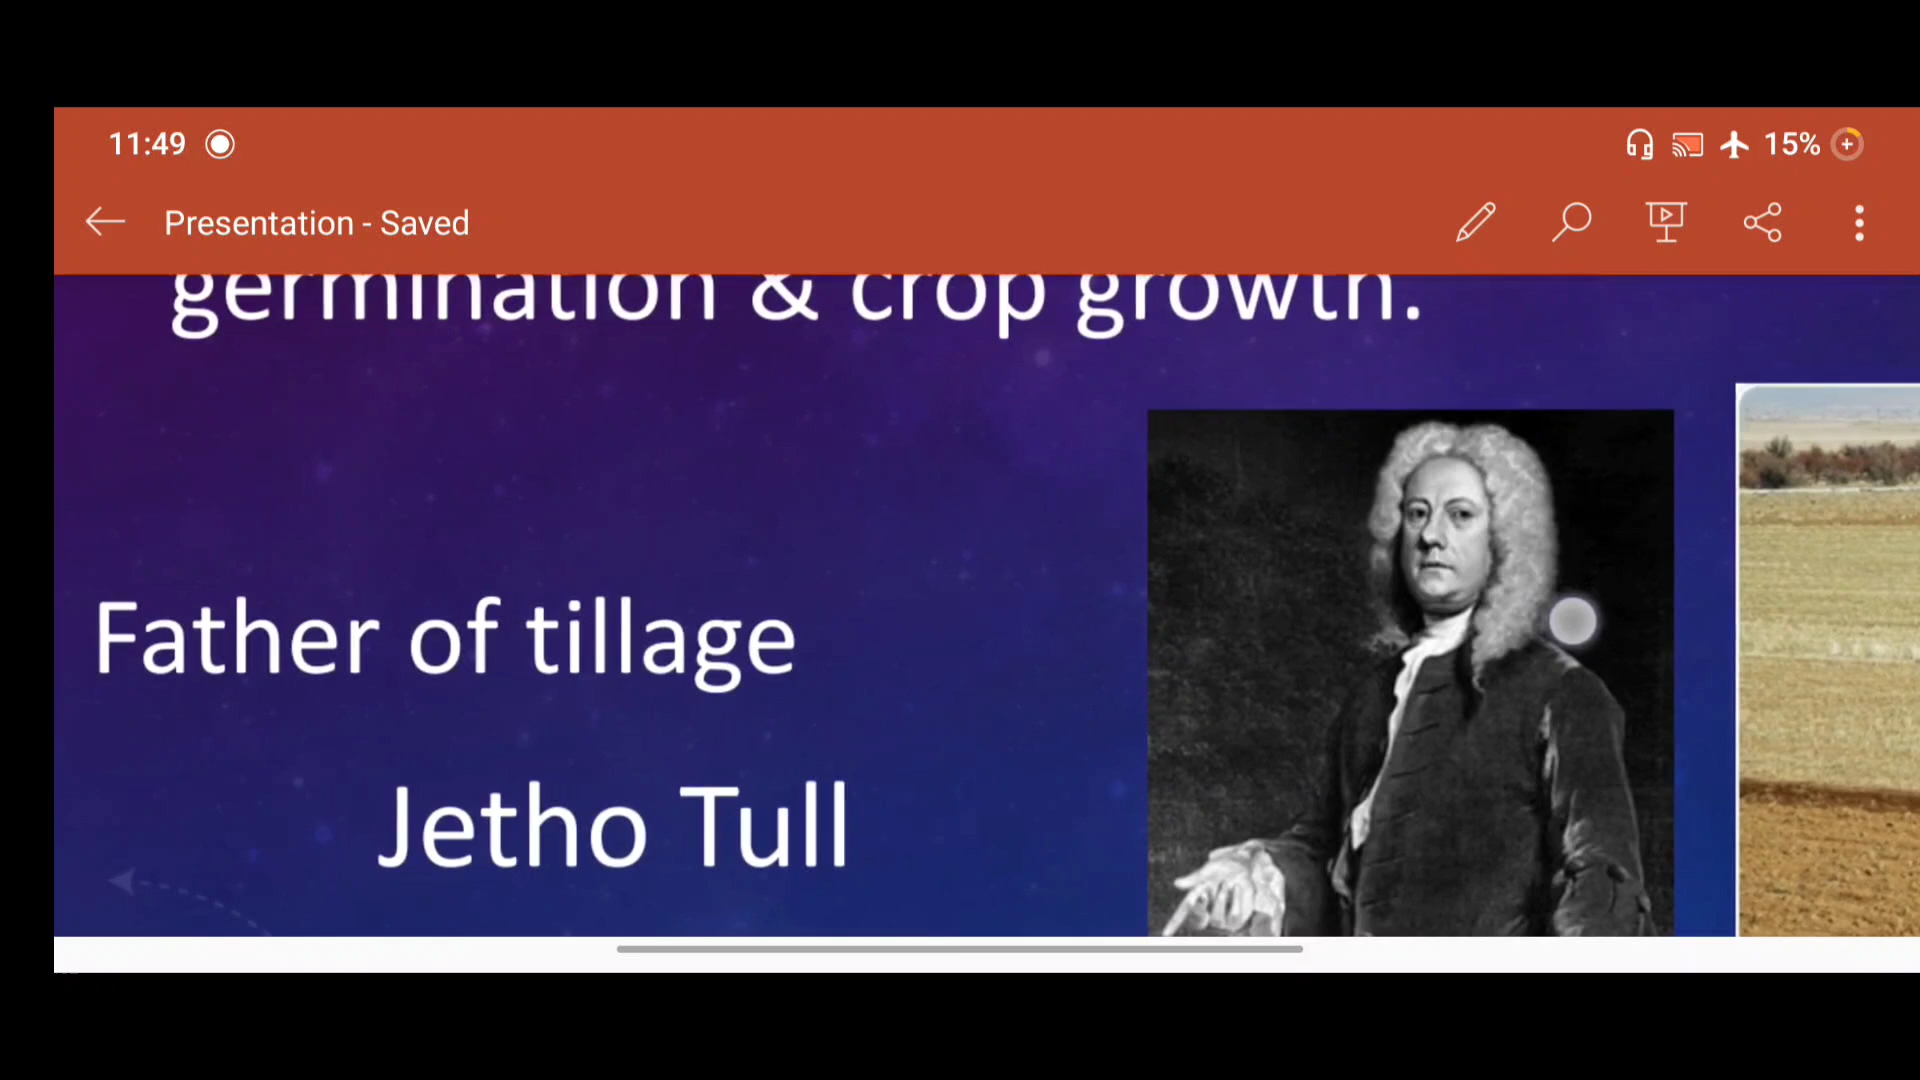 11:49 15%
Presentation - Saved
germination & crop growth.
Father of tillage
Jetho Tull